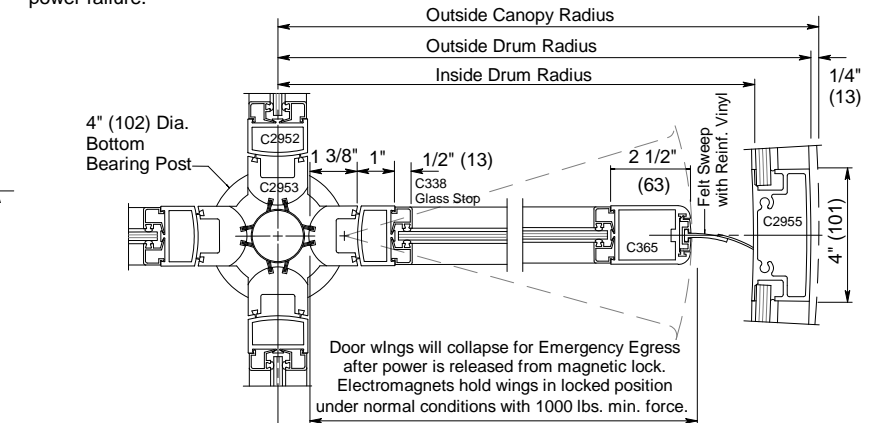 power failure.
Outside Canopy Radius
Outside Drum Radius
Inside Drum Radius
1/4"
(13)
4" (102) Dia.
Bottom
Bearing Post
C2952
C2953
1 3/8"
1"
1/2" (13)
C338
Glass Stop
2 1/2"
(63)
Felt Sweep
with Reinf. Vinyl
C365
C2955
4" (101)
Door wIngs will collapse for Emergency Egress
after power is released from magnetic lock.
Electromagnets hold wings in locked position
under normal conditions with 1000 lbs. min. force.